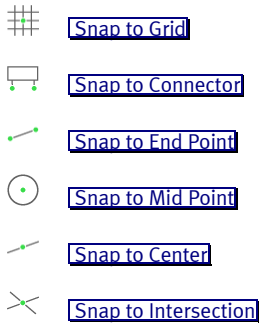 Snap to Grid
Snap to Connector
Snap to End Point
Snap to Mid Point
Snap to Center
Snap to Intersection